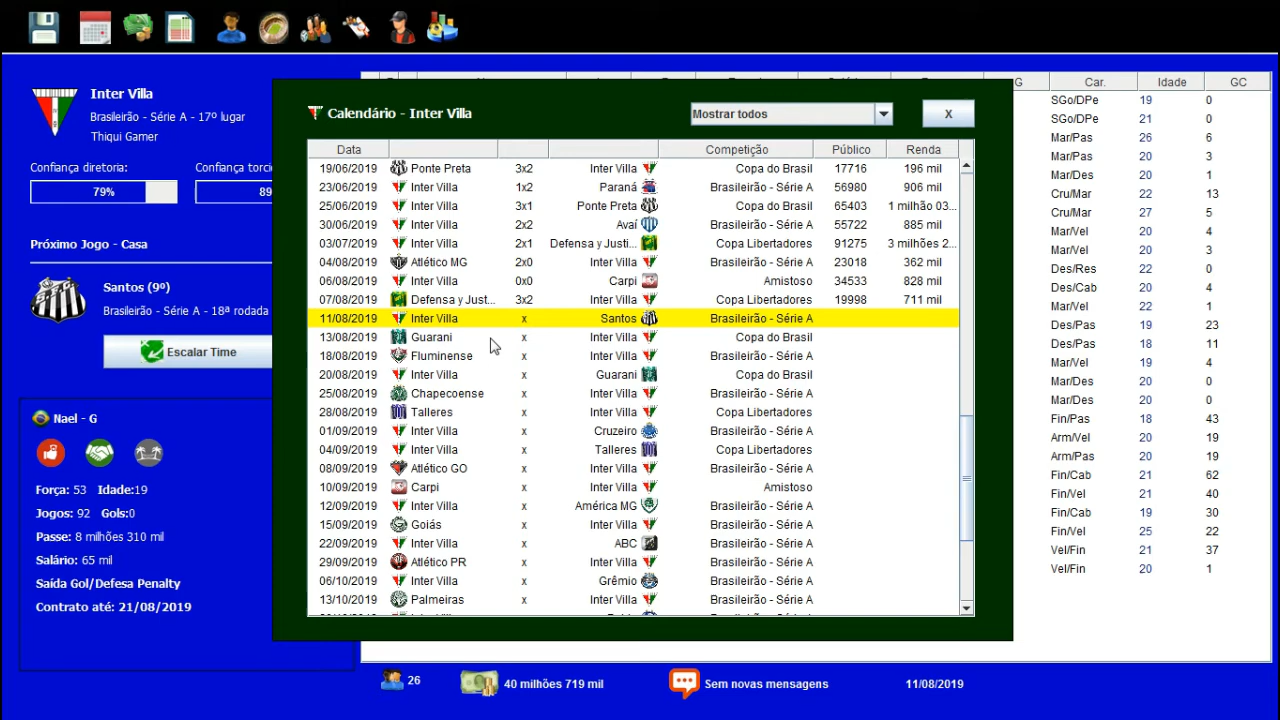 Inter Villa
Brasileirão - Série A - 17º lugar
Thiqui Gamer
Confiança diretoria:
Confiança torci
79%
89
Próximo Jogo - Casa
Santos (9º)
Brasileirão - Série A - 18ª rodada
Escalar Time
Nael - G
Força: 53 Idade:19
Jogos: 92 Gols:0
Passe: 8 milhões 310 mil
Salário: 65 mil
Saída Gol/Defesa Penalty
Contrato até: 21/08/2019
Calendário - Inter Villa
Mostrar todos
X
Data Competição Público Renda
19/06/2019 Ponte Preta 3x2 Inter Villa Copa do Brasil 17716 196 mil
23/06/2019 Inter Villa 1x2 Paraná Brasileirão - Série A 56980 906 mil
25/06/2019 Inter Villa 3x1 Ponte Preta Copa do Brasil 65403 1 milhão 03...
30/06/2019 Inter Villa 2x2 Avaí Brasileirão - Série A 55722 885 mil
03/07/2019 Inter Villa 2x1 Defensa y Justi... Copa Libertadores 91275 3 milhões 2...
04/08/2019 Atlético MG 2x0 Inter Villa Brasileirão - Série A 23018 362 mil
06/08/2019 Inter Villa 0x0 Carpi Amistoso 34533 828 mil
07/08/2019 Defensa y Just... 3x2 Inter Villa Copa Libertadores 19998 711 mil
11/08/2019 Inter Villa x Santos Brasileirão - Série A
13/08/2019 Guarani x Inter Villa Copa do Brasil
18/08/2019 Fluminense x Inter Villa Brasileirão - Série A
20/08/2019 Inter Villa x Guarani Copa do Brasil
25/08/2019 Chapecoense x Inter Villa Brasileirão - Série A
28/08/2019 Talleres x Inter Villa Copa Libertadores
01/09/2019 Inter Villa x Cruzeiro Brasileirão - Série A
04/09/2019 Inter Villa x Talleres Copa Libertadores
08/09/2019 Atlético GO x Inter Villa Brasileirão - Série A
10/09/2019 Carpi x Inter Villa Amistoso
12/09/2019 Inter Villa x América MG Brasileirão - Série A
15/09/2019 Goiás x Inter Villa Brasileirão - Série A
22/09/2019 Inter Villa x ABC Brasileirão - Série A
29/09/2019 Atlético PR x Inter Villa Brasileirão - Série A
06/10/2019 Inter Villa x Grêmio Brasileirão - Série A
13/10/2019 Palmeiras x Inter Villa Brasileirão - Série A
G Car. Idade GC
SGo/DPe 19 0
SGo/DPe 21 0
Mar/Pas 26 6
Mar/Pas 20 3
Mar/Des 20 1
Cru/Mar 22 13
Cru/Mar 27 5
Mar/Vel 20 4
Mar/Vel 20 3
Des/Res 22 0
Des/Cab 20 4
Mar/Vel 22 1
Des/Pas 19 23
Des/Pas 18 11
Mar/Vel 19 4
Mar/Des 20 0
Mar/Des 20 0
Fin/Pas 18 43
Arm/Vel 20 19
Arm/Pas 20 19
Fin/Cab 21 62
Fin/Vel 21 40
Fin/Cab 19 30
Fin/Vel 25 22
Vel/Fin 21 37
Vel/Fin 20 1
26
40 milhões 719 mil
Sem novas mensagens
11/08/2019